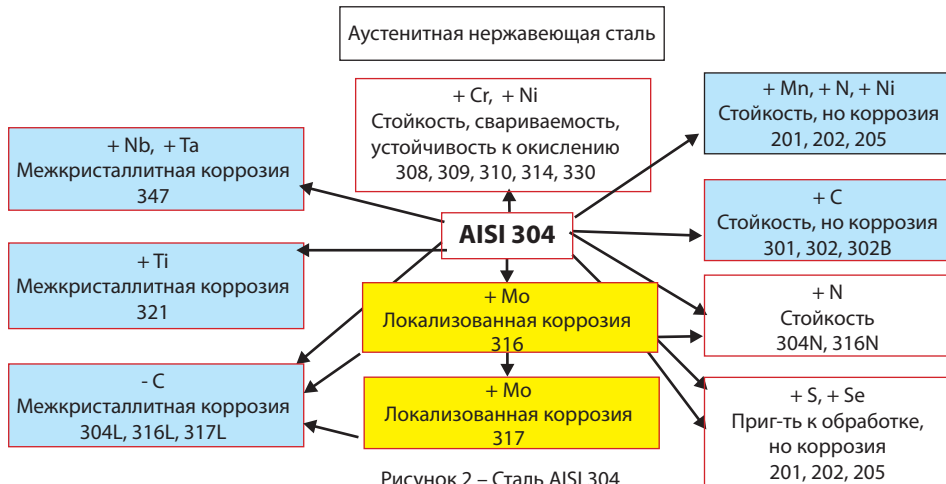 Аустенитная нержавеющая сталь
+ Cr, + Ni
Стойкость, свариваемость,
устойчивость к окислению
308, 309, 310, 314, 330
+ Mn, + N, + Ni
Стойкость, но коррозия
201, 202, 205
+ Nb, + Ta
Межкристаллитная коррозия
347
AISI 304
+ C
Стойкость, но коррозия
301, 302, 302B
+ Ti
Межкристаллитная коррозия
321
+ Mo
Локализованная коррозия
316
+ N
Стойкость
304N, 316N
- C
Межкристаллитная коррозия
304L, 316L, 317L
+ Mo
Локализованная коррозия
317
+ S, + Se
Приг-ть к обработке,
но коррозия
201, 202, 205
Рисунок 2 – Сталь AISI 304